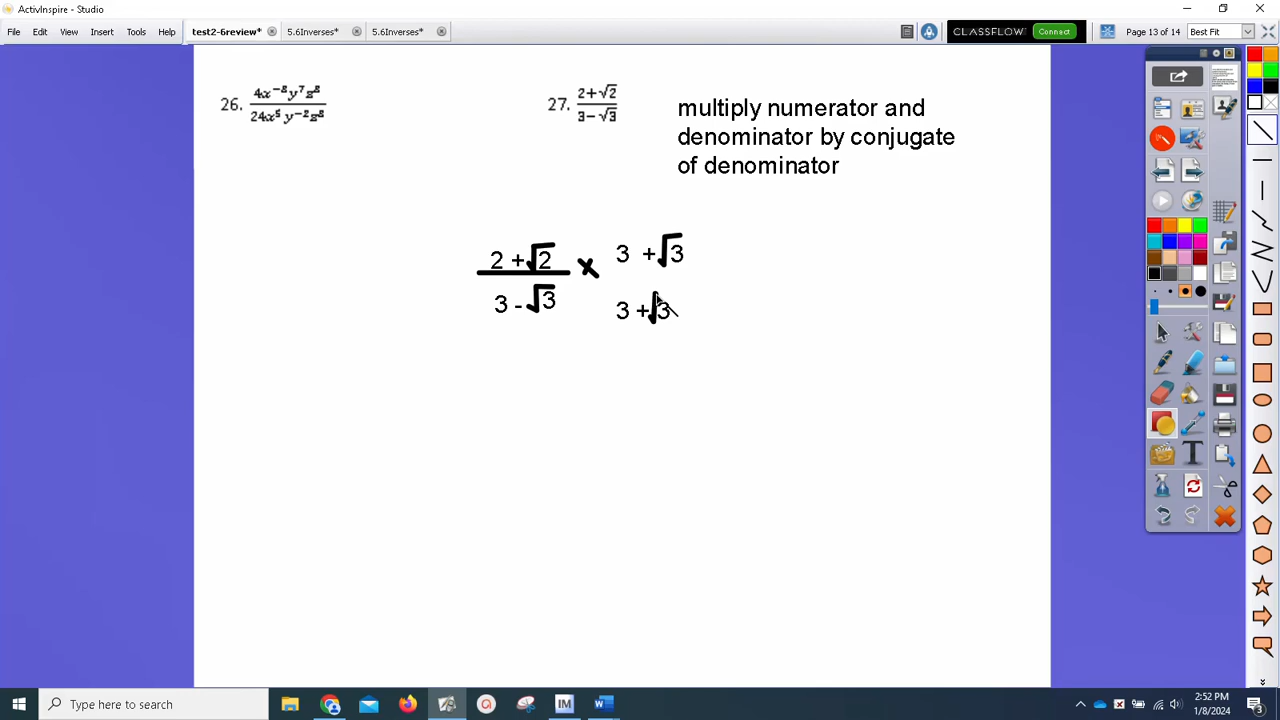 ActivInspire - Studio
File Edit View Insert Tools Help test2-6review* 5.6Inverses* 5.6Inverses* CLASSFLOW Connect Page 13 of 14 Best Fit
26. 4x⁻⁸y⁷z⁸
24x⁵y⁻²z⁸
27. 2+√2
3-√3
multiply numerator and
denominator by conjugate
of denominator
2 +√2 x 3 +√3
3 -√3 3 +√3
Type here to search
IM
2:52 PM
1/8/2024
3